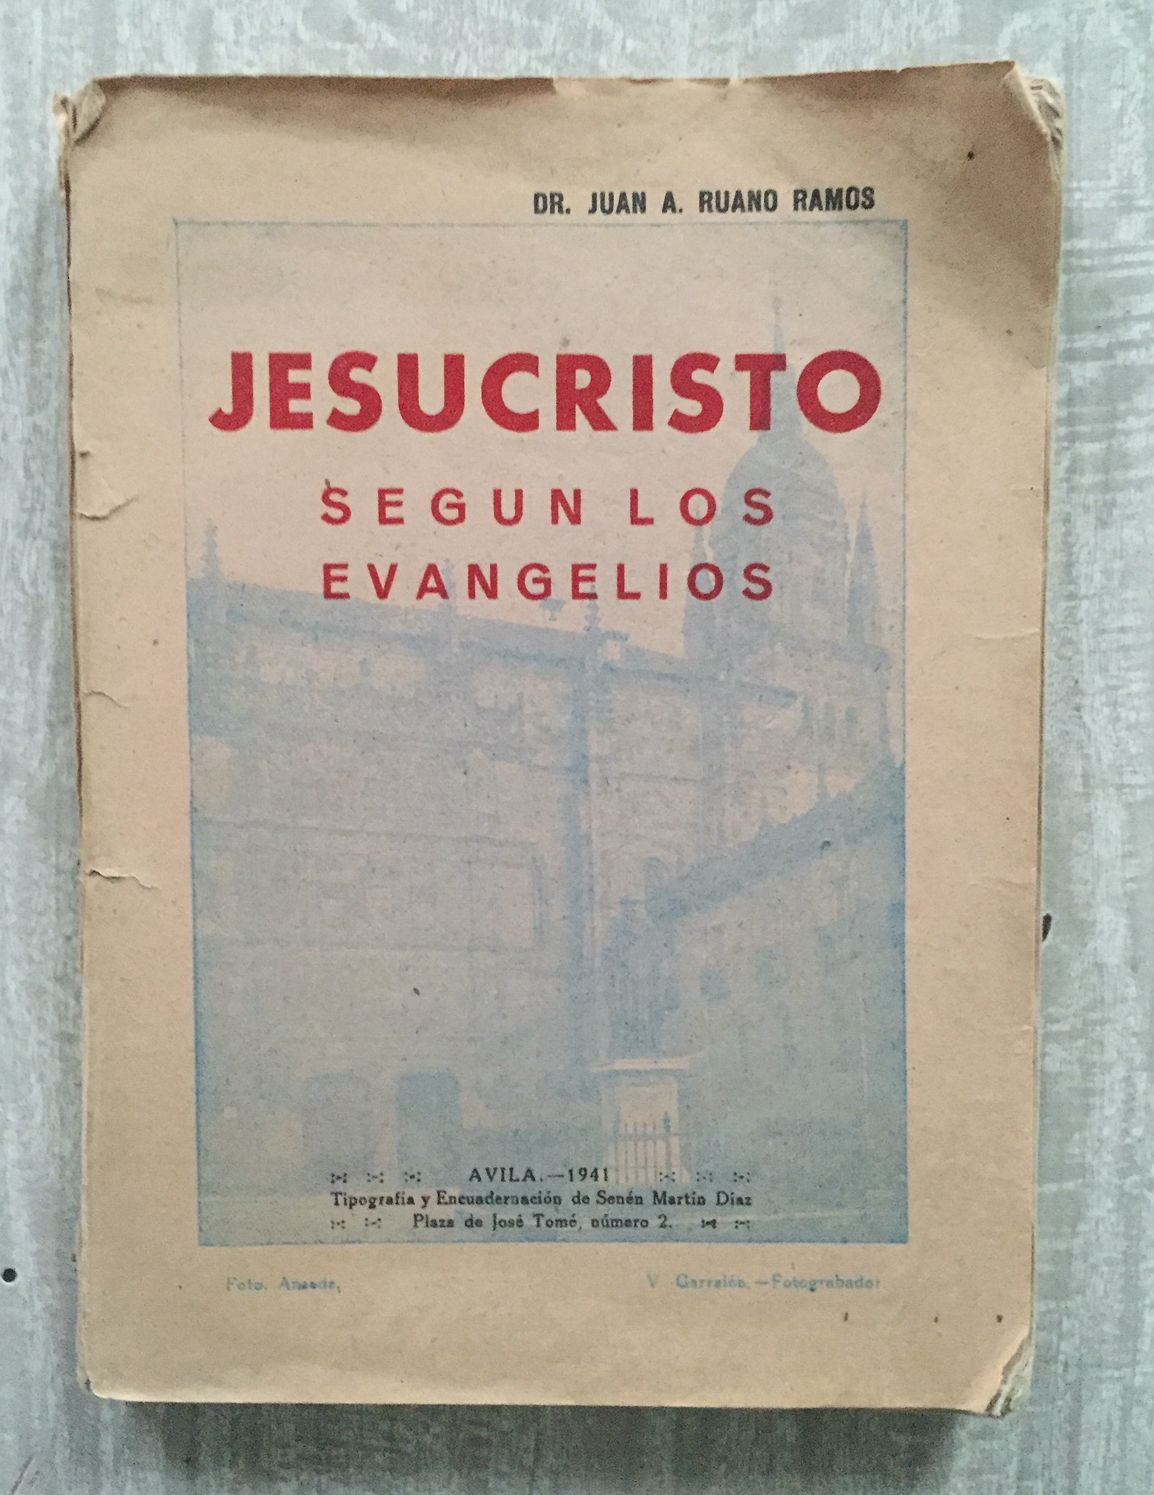 DR. JUAN A. RUANO RAMOS
JESUCRISTO
SEGUN LOS
EVANGELIOS
AVILA.—1941
Tipografía y Encuadernación de Senén Martín Díaz
Plaza de José Tomé, número 2.
Foto.
V Garralón.—Fotograbador